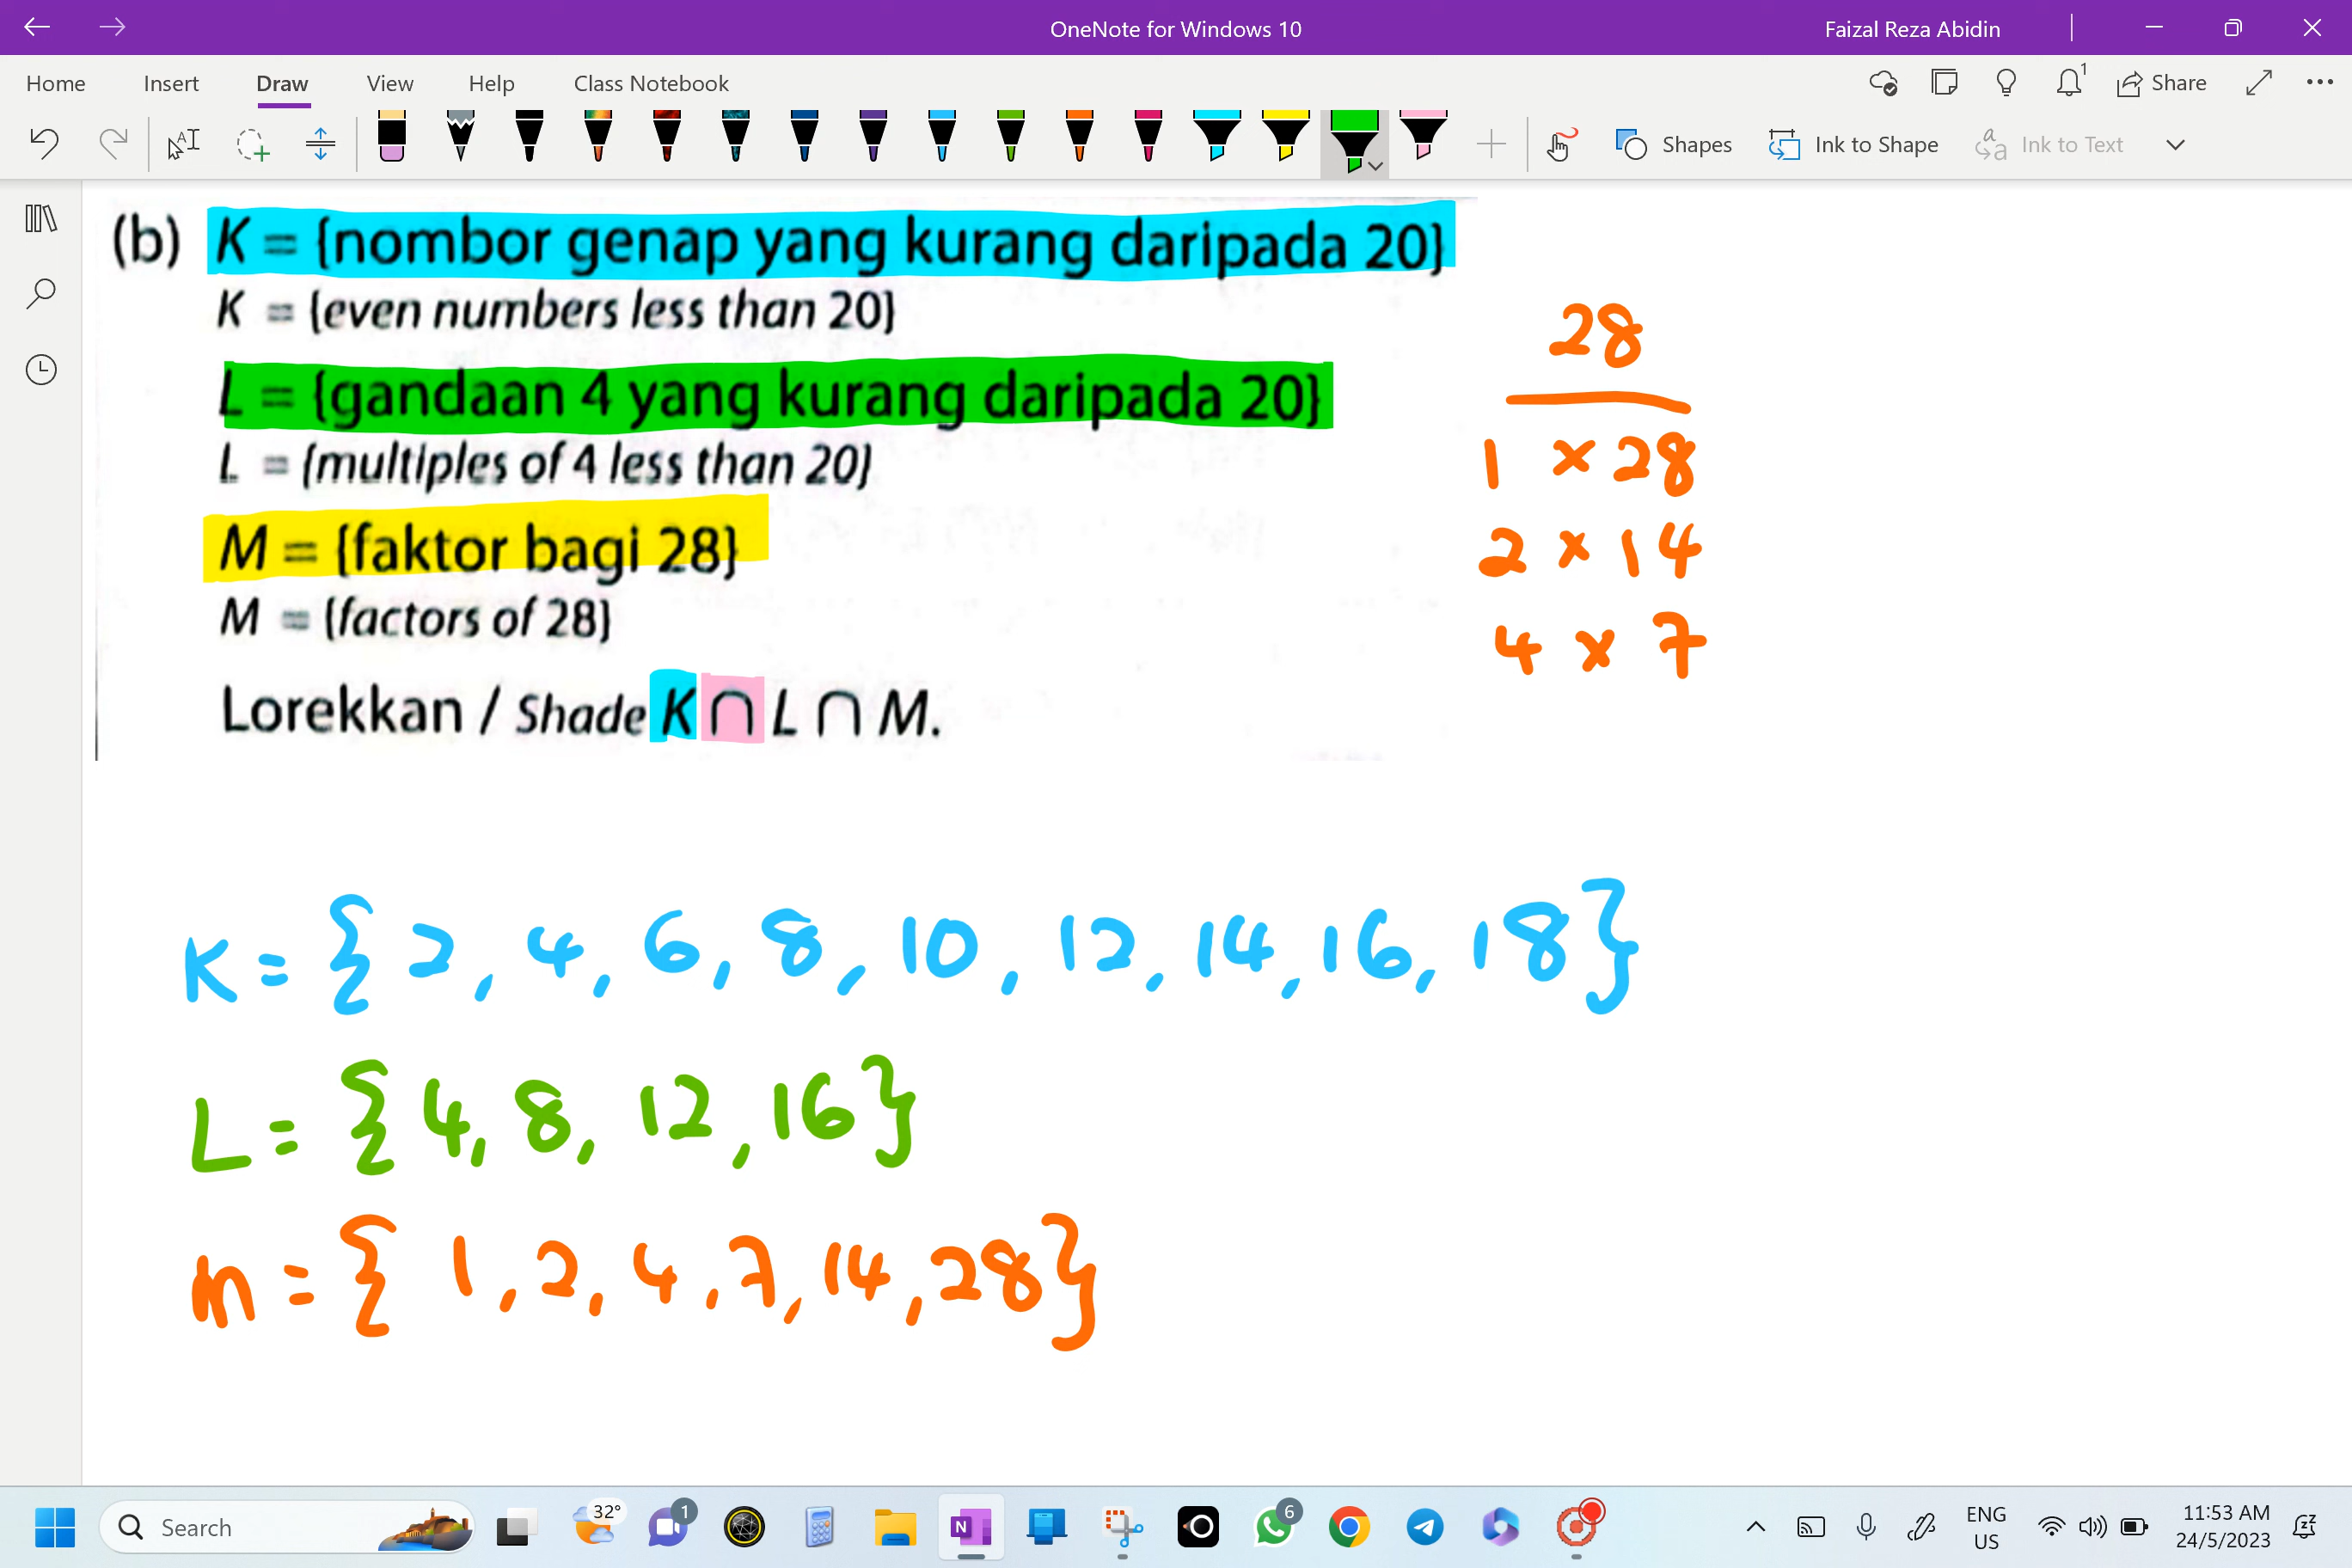 OneNote for Windows 10
Faizal Reza Abidin
Home Insert Draw View Help Class Notebook
1
Share
Shapes Ink to Shape Ink to Text
(b) K = {nombor genap yang kurang daripada 20}
K = {even numbers less than 20}
L = {gandaan 4 yang kurang daripada 20}
L = {multiples of 4 less than 20}
M = {faktor bagi 28}
M = {factors of 28}
Lorekkan / Shade K ∩ L ∩ M.
28
1 × 28
2 × 14
4 × 7
K = { 2, 4, 6, 8, 10, 12, 14, 16, 18 }
L = { 4, 8, 12, 16 }
M = { 1, 2, 4, 7, 14, 28 }
Search
32°
1
N
6
ENG
US
11:53 AM
24/5/2023